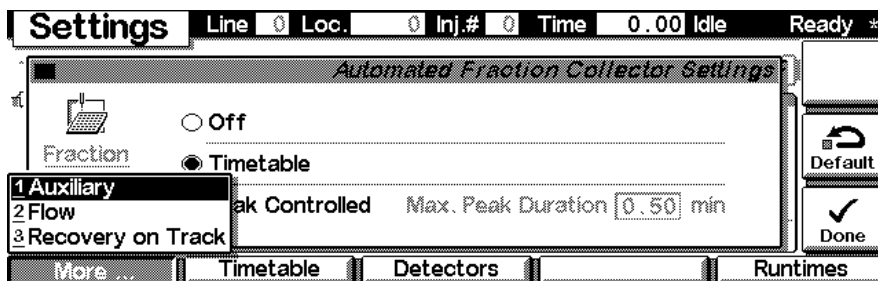 Settings Line 0 Loc. 0 Inj.# 0 Time 0.00 Idle Ready *
Automated Fraction Collector Settings
Off
Fraction
Timetable
Default
1 Auxiliary
2 Flow
3 Recovery on Track
ak Controlled Max. Peak Duration 0.50 min
Done
More ... Timetable Detectors Runtimes